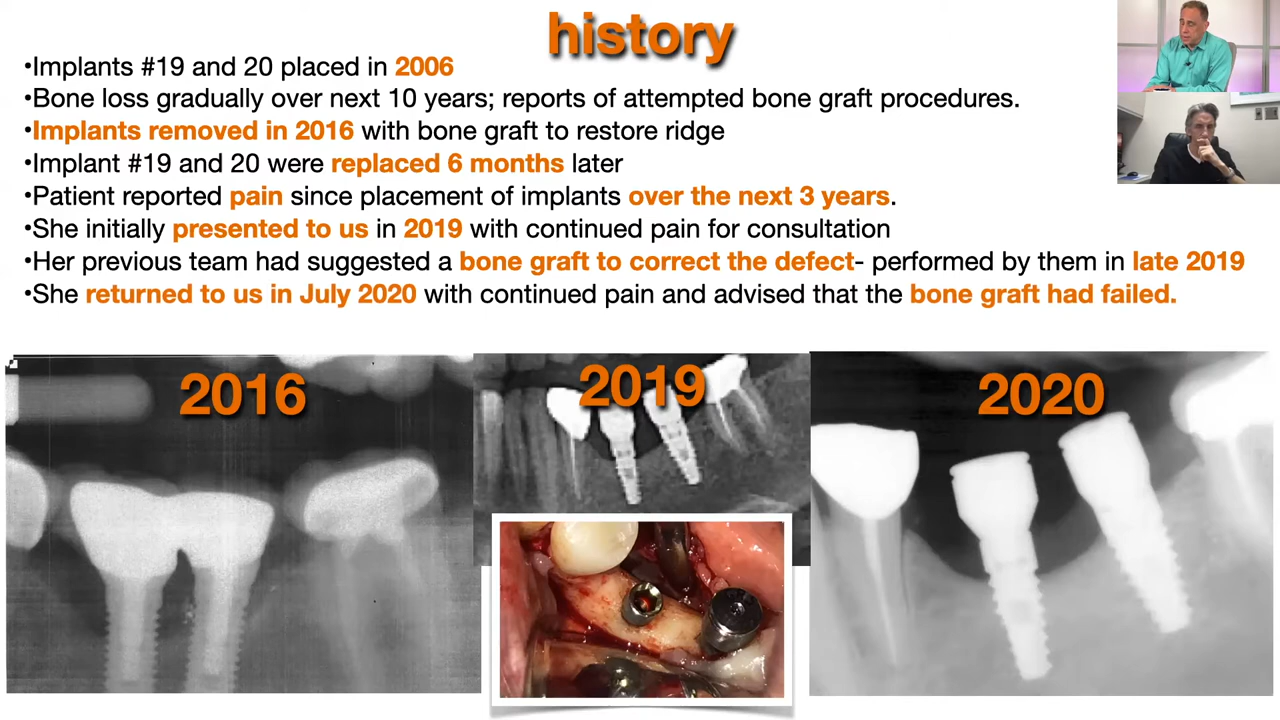 history
•Implants #19 and 20 placed in 2006
•Bone loss gradually over next 10 years; reports of attempted bone graft procedures.
•Implants removed in 2016 with bone graft to restore ridge
•Implant #19 and 20 were replaced 6 months later
•Patient reported pain since placement of implants over the next 3 years.
•She initially presented to us in 2019 with continued pain for consultation
•Her previous team had suggested a bone graft to correct the defect- performed by them in late 2019
•She returned to us in July 2020 with continued pain and advised that the bone graft had failed.
2016
2019
2020